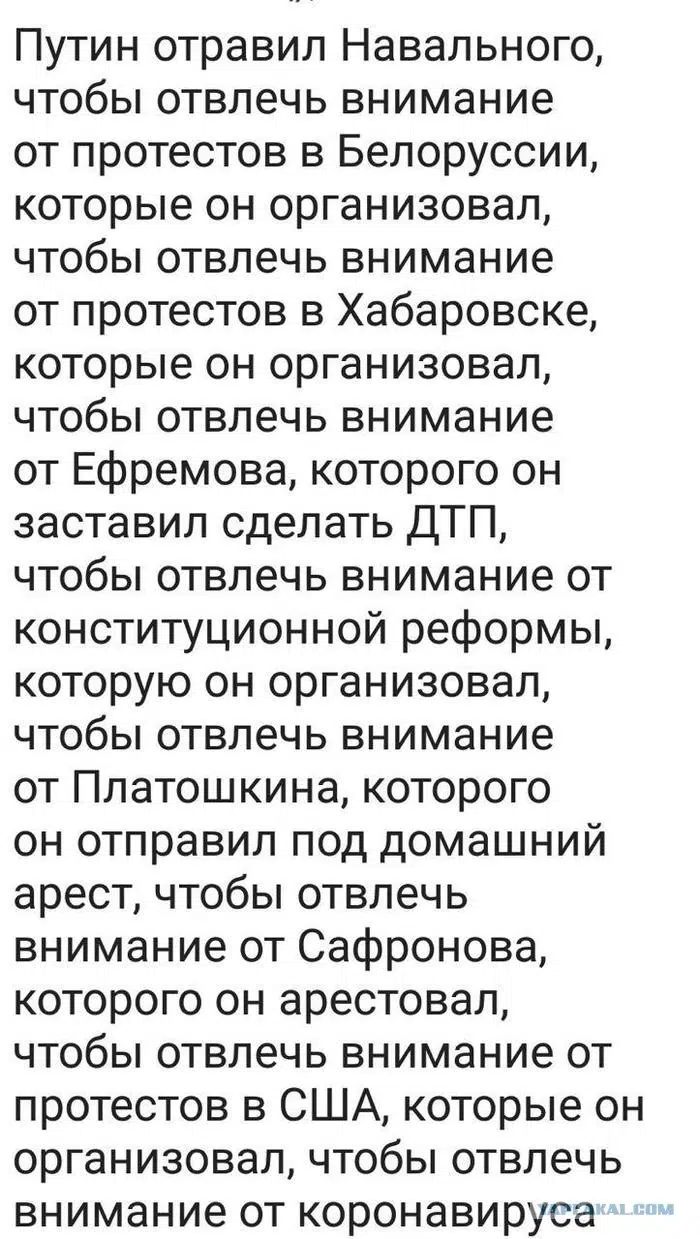 Путин отравил Навального,
чтобы отвлечь внимание
от протестов в Белоруссии,
которые он организовал,
чтобы отвлечь внимание
от протестов в Хабаровске,
которые он организовал,
чтобы отвлечь внимание
от Ефремова, которого он
заставил сделать ДТП,
чтобы отвлечь внимание от
конституционной реформы,
которую он организовал,
чтобы отвлечь внимание
от Платошкина, которого
он отправил под домашний
арест, чтобы отвлечь
внимание от Сафронова,
которого он арестовал,
чтобы отвлечь внимание от
протестов в США, которые он
организовал, чтобы отвлечь
внимание от коронавируса
YAPLAKAL.COM